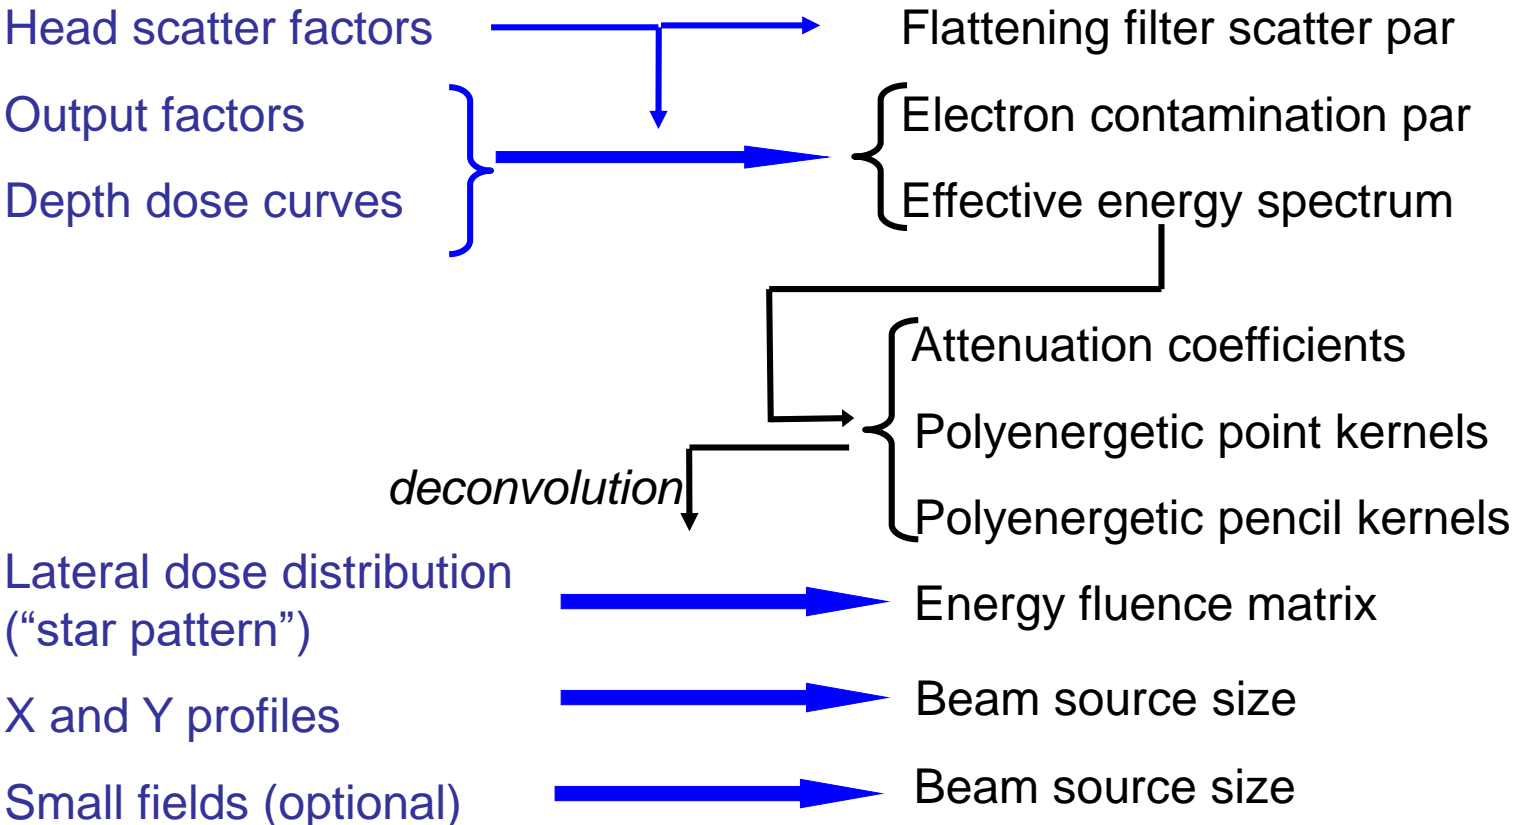 Head scatter factors
Flattening filter scatter par
Output factors
Electron contamination par
Depth dose curves
Effective energy spectrum
Attenuation coefficients
Polyenergetic point kernels
deconvolution
Polyenergetic pencil kernels
Lateral dose distribution
(“star pattern”)
Energy fluence matrix
X and Y profiles
Beam source size
Small fields (optional)
Beam source size